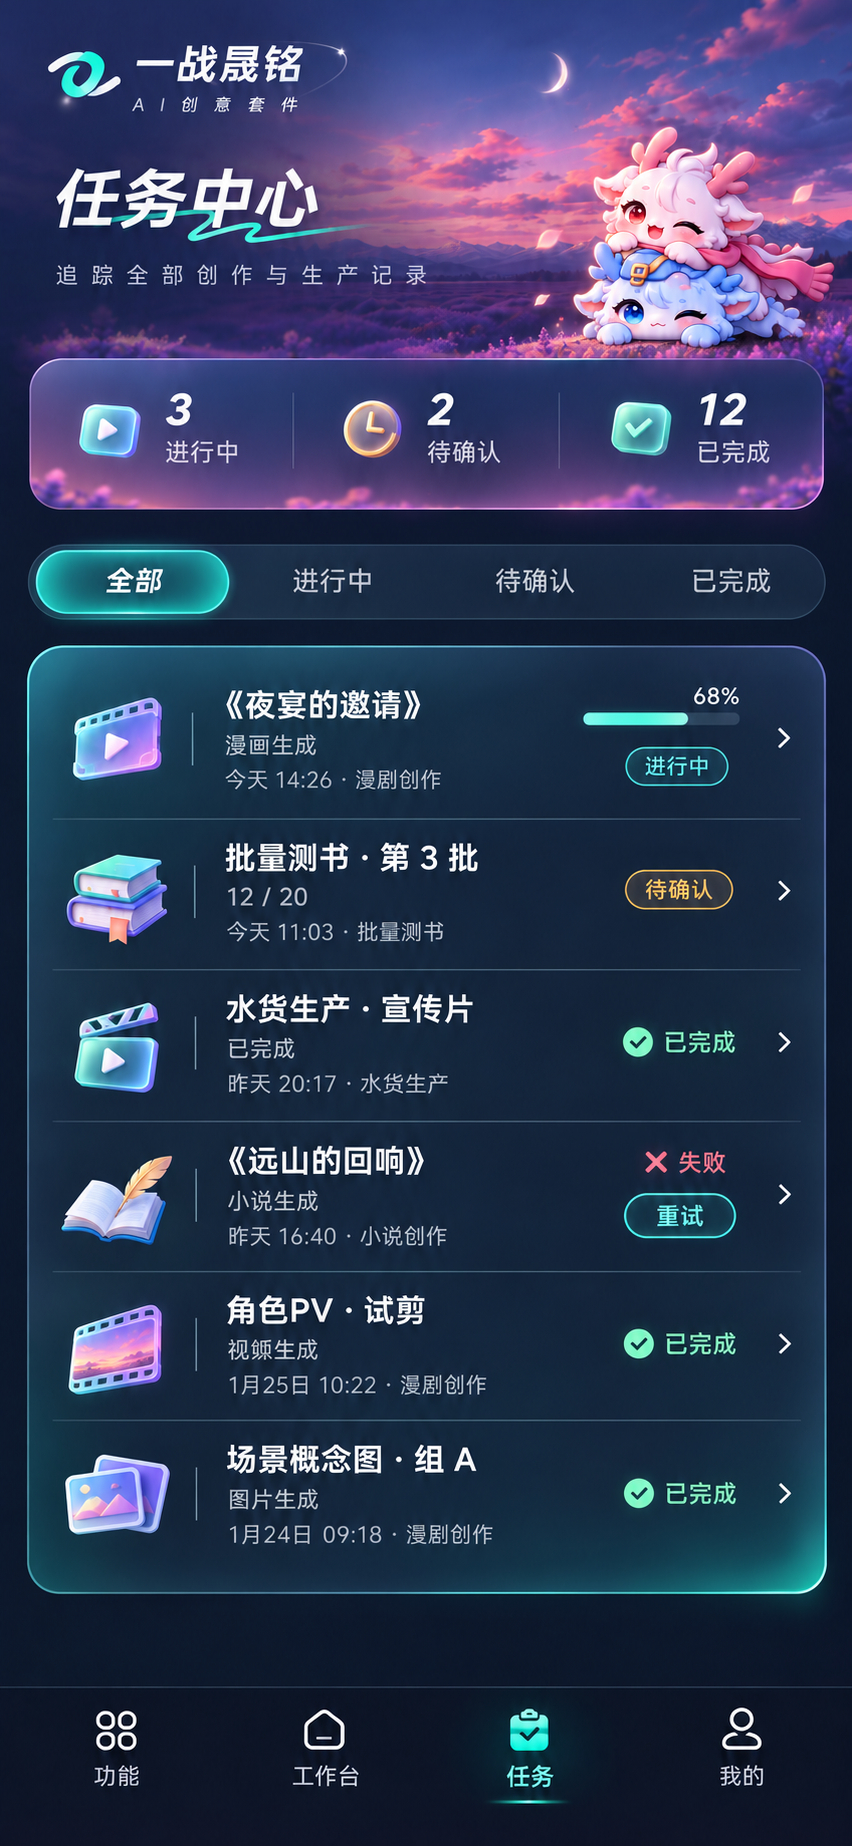 一战晟铭
AI创意套件
任务中心
追踪全部创作与生产记录
3
进行中
2
待确认
12
已完成
全部
进行中
待确认
已完成
《夜宴的邀请》
68%
漫画生成
进行中
今天 14:26 · 漫剧创作
批量测书 · 第 3 批
12 / 20
待确认
今天 11:03 · 批量测书
水货生产 · 宣传片
已完成
已完成
昨天 20:17 · 水货生产
《远山的回响》
失败
小说生成
重试
昨天 16:40 · 小说创作
角色PV · 试剪
视频生成
已完成
1月25日 10:22 · 漫剧创作
场景概念图 · 组 A
图片生成
已完成
1月24日 09:18 · 漫剧创作
功能
工作台
任务
我的